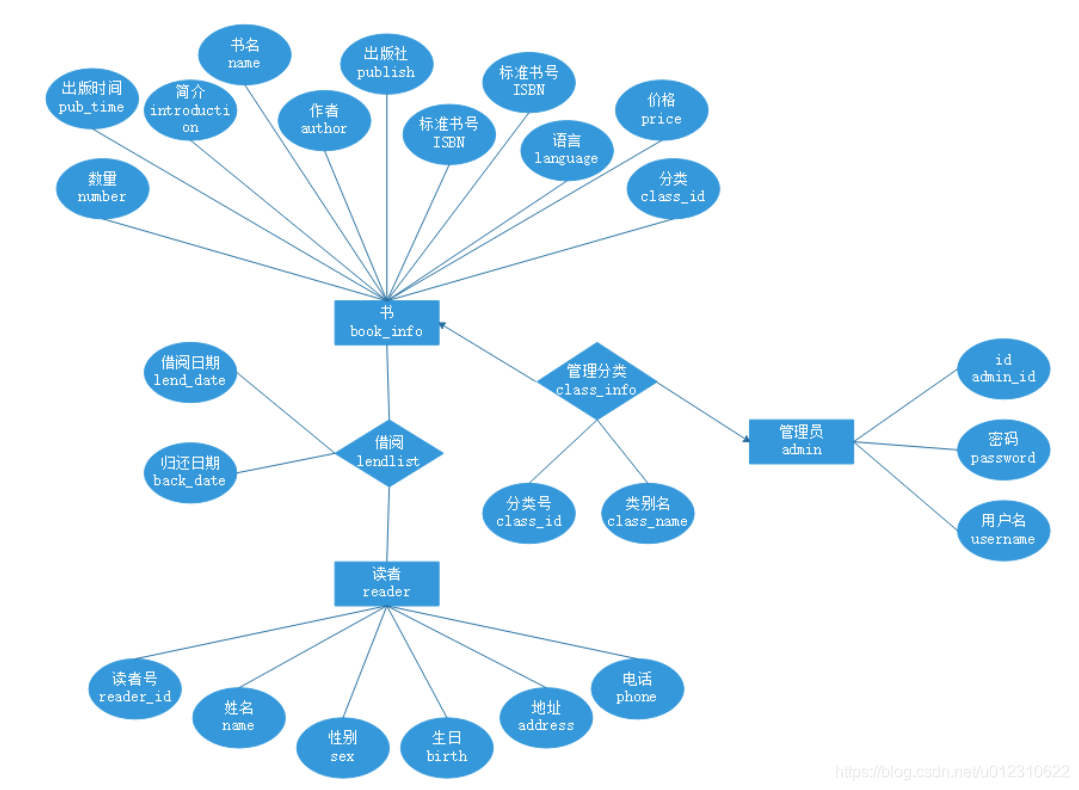 书名
name
出版社
publish
标准书号
ISBN
出版时间
pub_time
简介
introducti
on
作者
author
标准书号
ISBN
语言
language
价格
price
数量
number
分类
class_id
书
book_info
借阅日期
lend_date
管理分类
class_info
id
admin_id
借阅
lendlist
管理员
admin
密码
password
归还日期
back_date
分类号
class_id
类别名
class_name
用户名
username
读者
reader
读者号
reader_id
姓名
name
性别
sex
生日
birth
地址
address
电话
phone
https://blog.csdn.net/u012310622